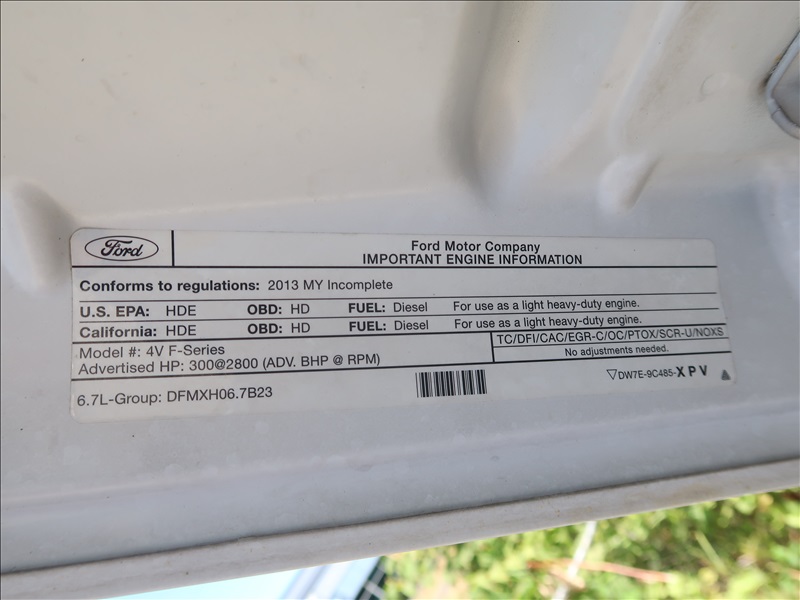 Ford
Ford Motor Company
IMPORTANT ENGINE INFORMATION
Conforms to regulations: 2013 MY Incomplete
U.S. EPA: HDE OBD: HD FUEL: Diesel For use as a light heavy-duty engine.
California: HDE OBD: HD FUEL: Diesel For use as a light heavy-duty engine.
Model #: 4V F-Series
TC/DFI/CAC/EGR-C/OC/PTOX/SCR-U/NOXS
Advertised HP: 300@2800 (ADV. BHP @ RPM)
No adjustments needed.
6.7L-Group: DFMXH06.7B23
DW7E-9C485-XPV